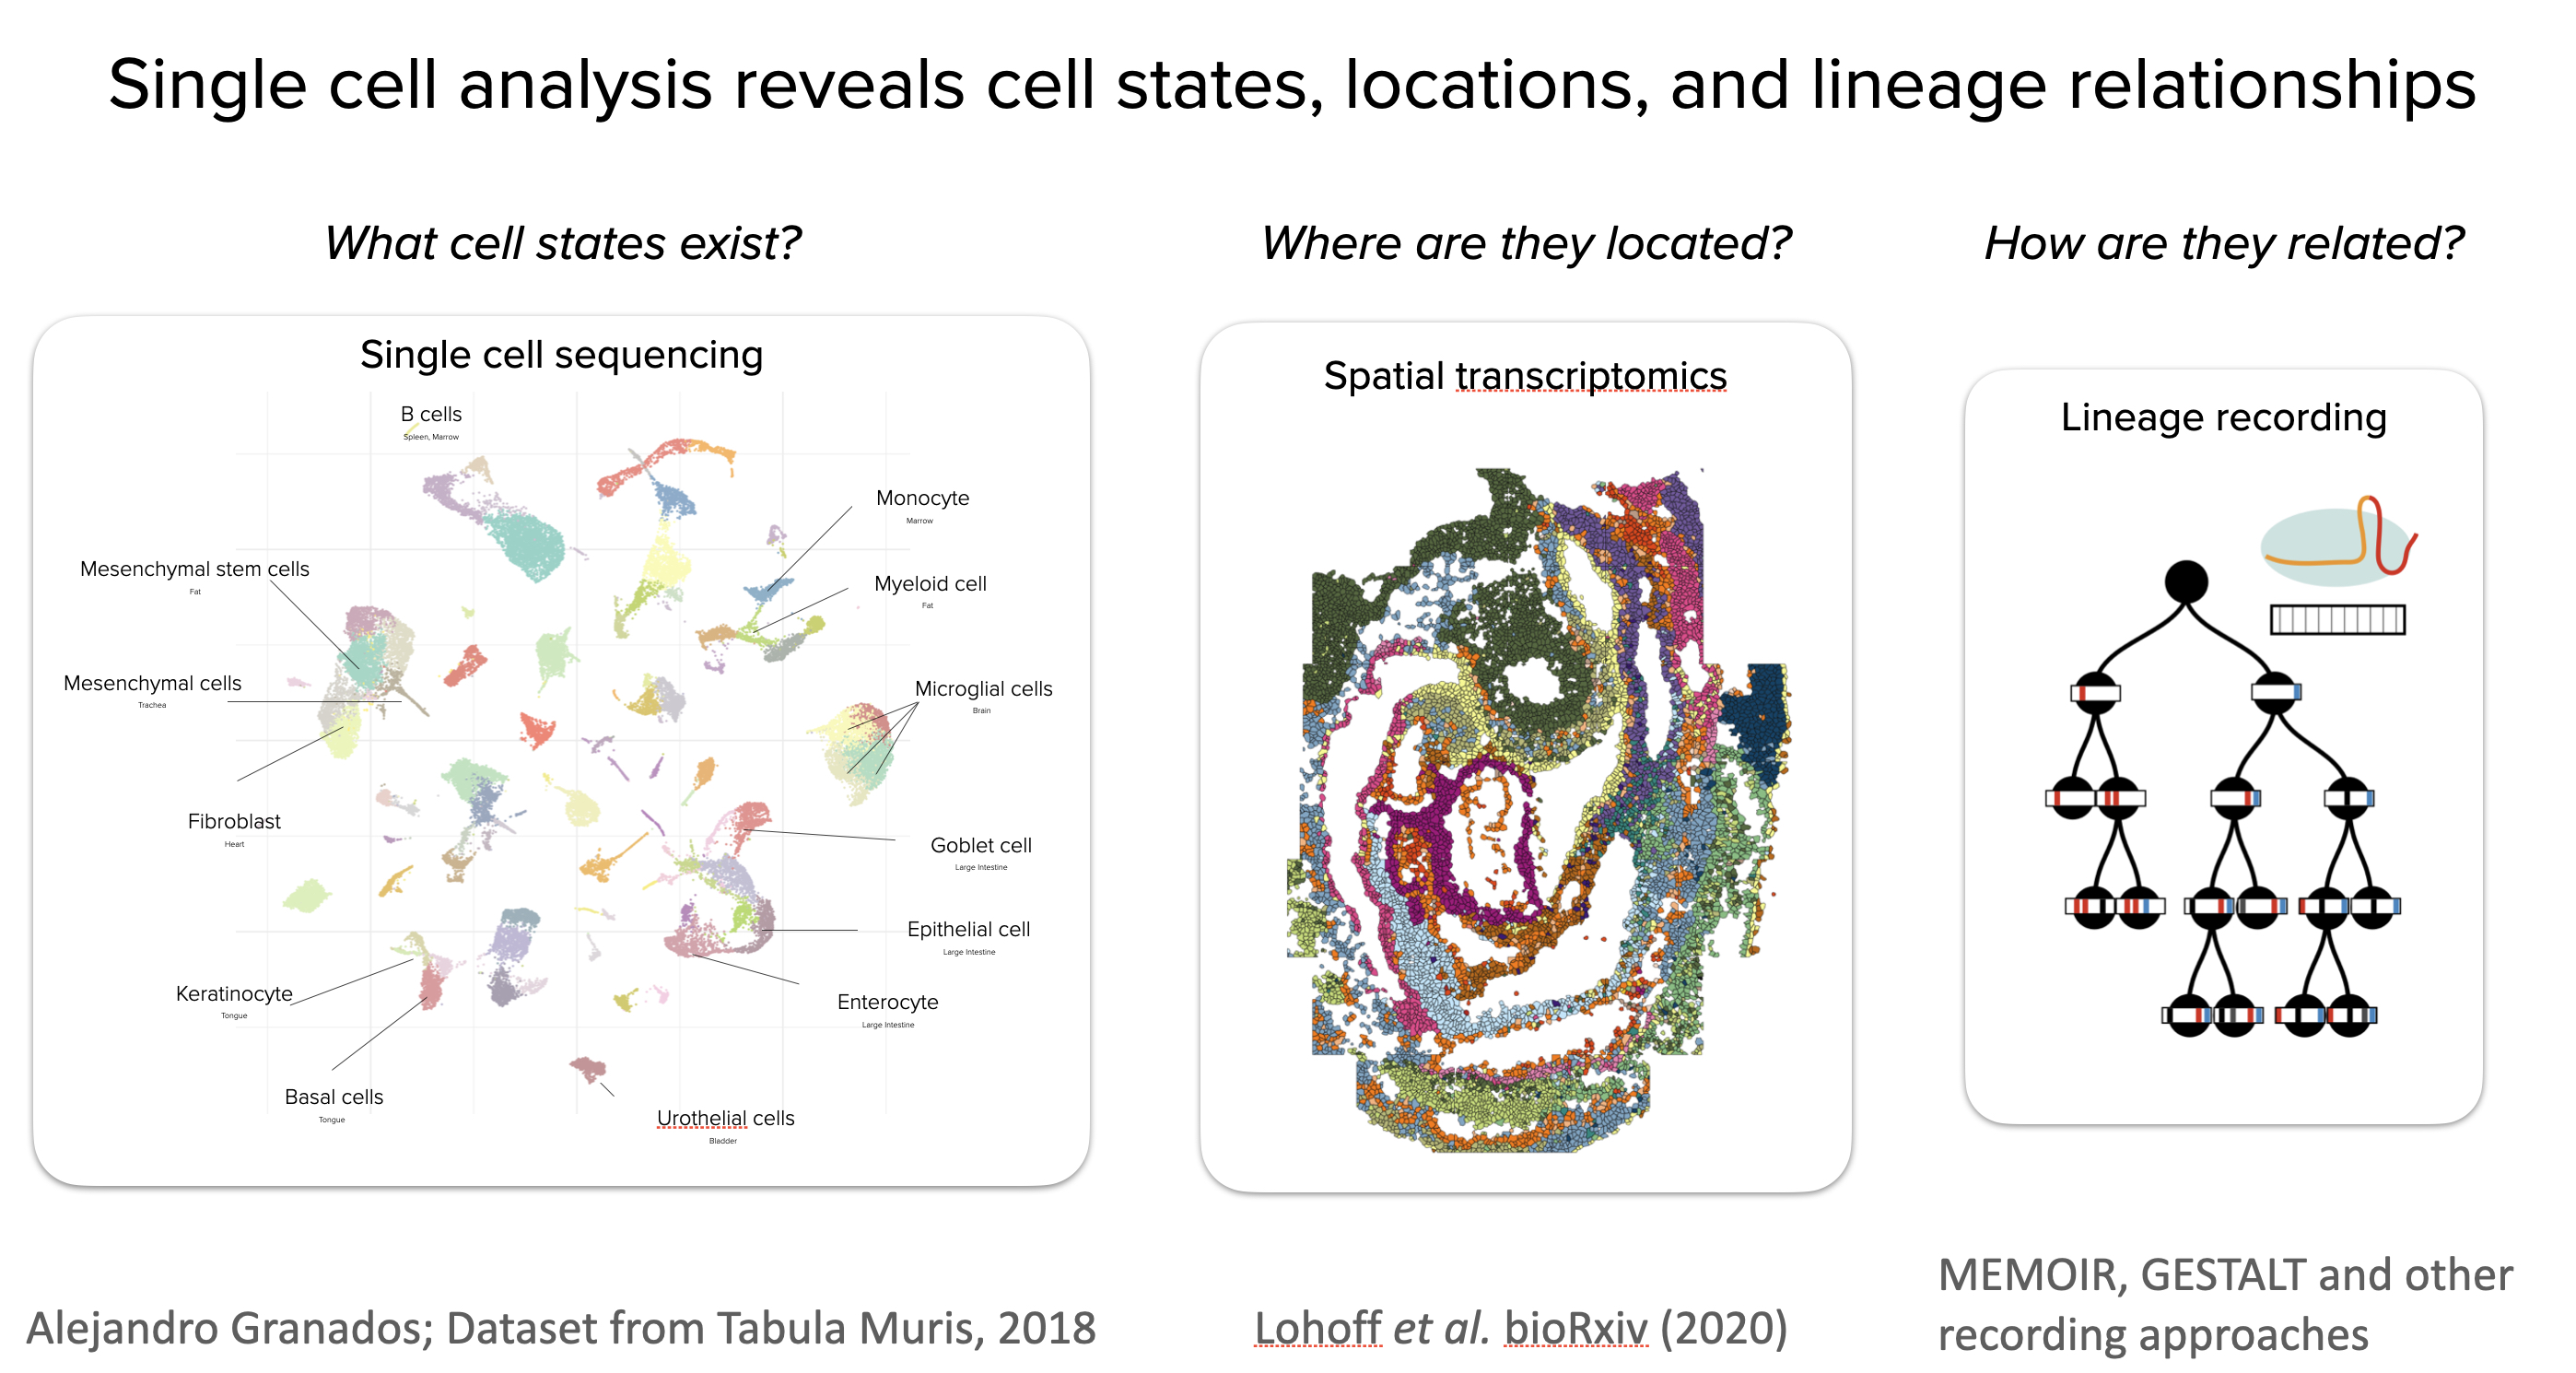 Single cell analysis reveals cell states, locations, and lineage relationships
What cell states exist?
Single cell sequencing
B cells
Spleen, Marrow
Monocyte
Marrow
Mesenchymal stem cells
Fat
Myeloid cell
Fat
Mesenchymal cells
Trachea
Microglial cells
Brain
Fibroblast
Heart
Goblet cell
Large Intestine
Epithelial cell
Large Intestine
Keratinocyte
Tongue
Enterocyte
Large Intestine
Basal cells
Tongue
Urothelial cells
Bladder
Alejandro Granados; Dataset from Tabula Muris, 2018
Where are they located?
Spatial transcriptomics
Lohoff et al. bioRxiv (2020)
How are they related?
Lineage recording
MEMOIR, GESTALT and other
recording approaches